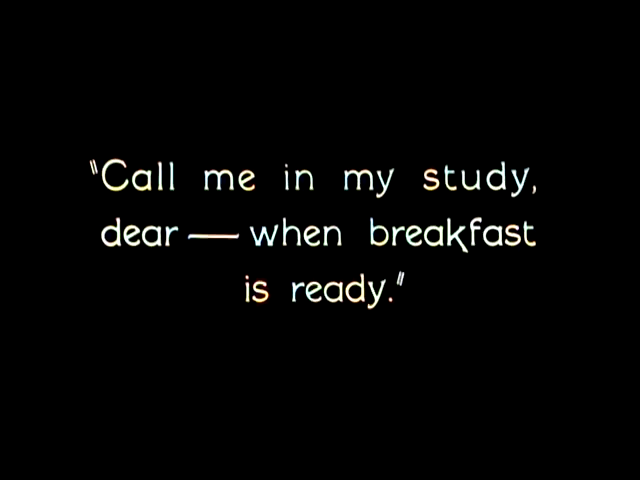 "Call me in my study,
dear — when breakfast
is ready."